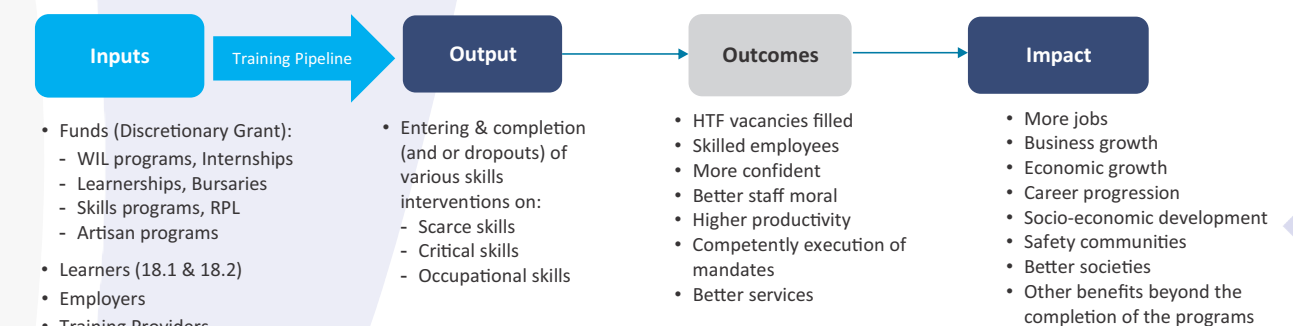 Inputs
Training Pipeline
Output
Outcomes
Impact
• Funds (Discretionary Grant):
- WIL programs, Internships
- Learnerships, Bursaries
- Skills programs, RPL
- Artisan programs
• Learners (18.1 & 18.2)
• Employers
• Training Providers
• Entering & completion
(and or dropouts) of
various skills
interventions on:
- Scarce skills
- Critical skills
- Occupational skills
• HTF vacancies filled
• Skilled employees
• More confident
• Better staff moral
• Higher productivity
• Competently execution of
mandates
• Better services
• More jobs
• Business growth
• Economic growth
• Career progression
• Socio-economic development
• Safety communities
• Better societies
• Other benefits beyond the
completion of the programs